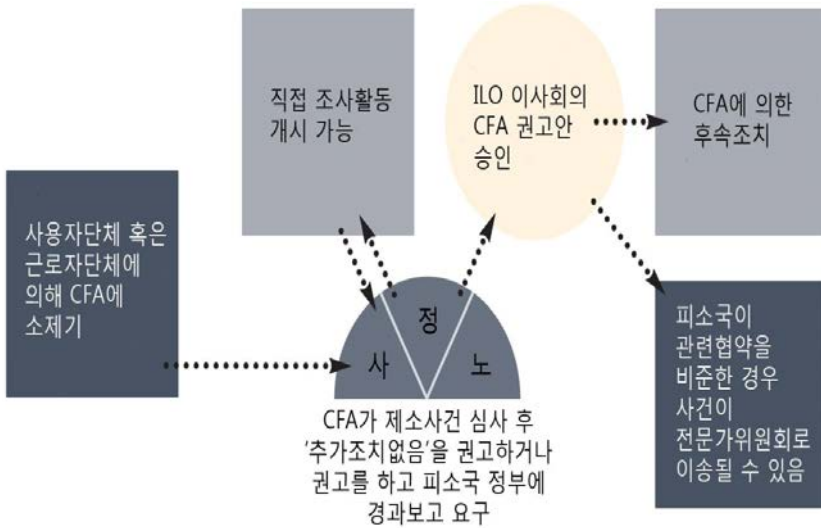 사용자단체 혹은
근로자단체에
의해 CFA에
소제기
직접 조사활동
개시 가능
사
정
노
CFA가 제소사건 심사 후
'추가조치없음'을 권고하거나
권고를 하고 피소국 정부에
경과보고 요구
ILO 이사회의
CFA 권고안
승인
CFA에 의한
후속조치
피소국이
관련협약을
비준한 경우
사건이
전문가위원회로
이송될 수 있음